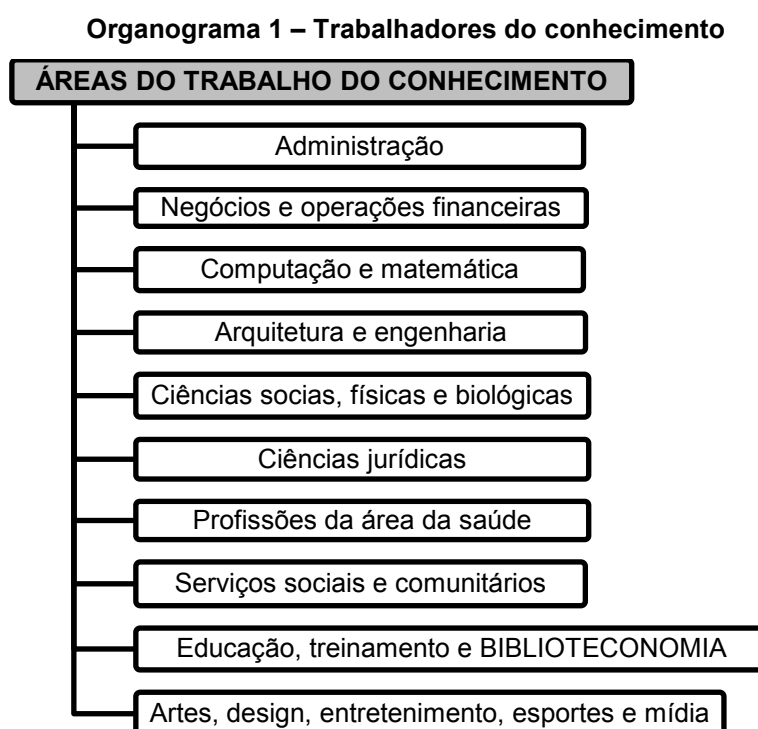 Organograma 1 – Trabalhadores do conhecimento
ÁREAS DO TRABALHO DO CONHECIMENTO
Administração
Negócios e operações financeiras
Computação e matemática
Arquitetura e engenharia
Ciências socias, físicas e biológicas
Ciências jurídicas
Profissões da área da saúde
Serviços sociais e comunitários
Educação, treinamento e BIBLIOTECONOMIA
Artes, design, entretenimento, esportes e mídia